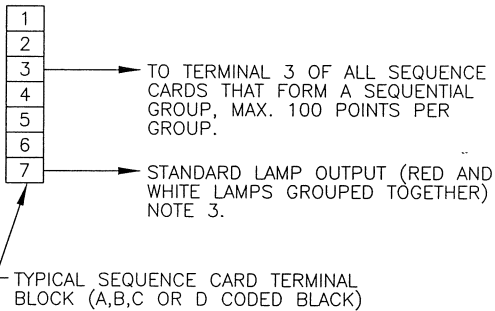 1
2
3
4
5
6
7
TO TERMINAL 3 OF ALL SEQUENCE
CARDS THAT FORM A SEQUENTIAL
GROUP, MAX. 100 POINTS PER
GROUP.
STANDARD LAMP OUTPUT (RED AND
WHITE LAMPS GROUPED TOGETHER)
NOTE 3.
TYPICAL SEQUENCE CARD TERMINAL
BLOCK (A,B,C OR D CODED BLACK)